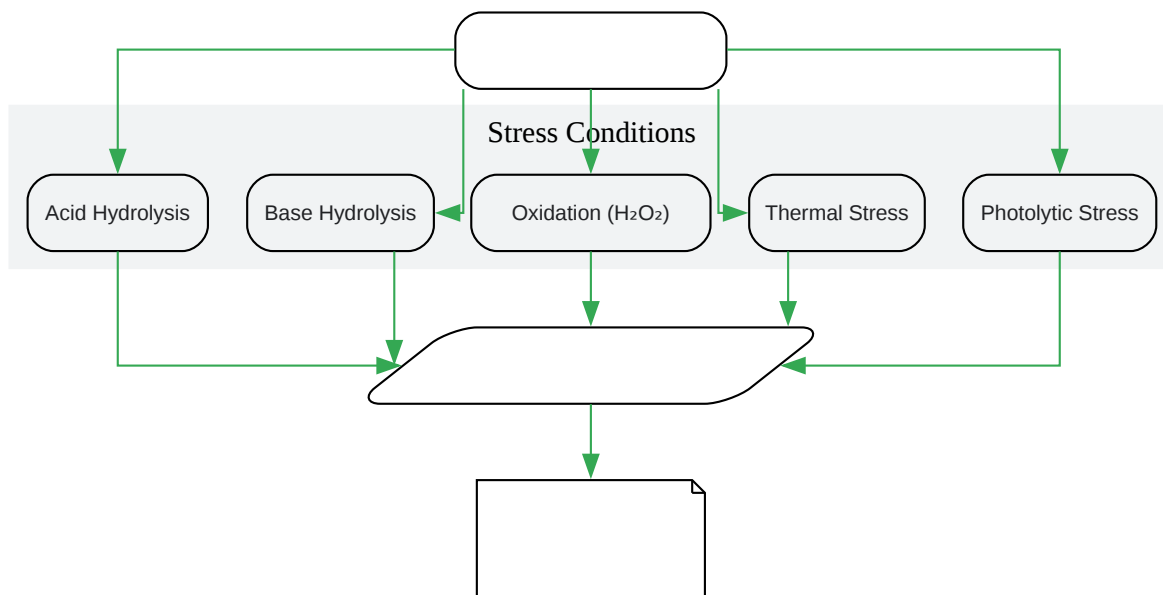 Stress Conditions
Acid Hydrolysis
Base Hydrolysis
Oxidation (H₂O₂)
Thermal Stress
Photolytic Stress